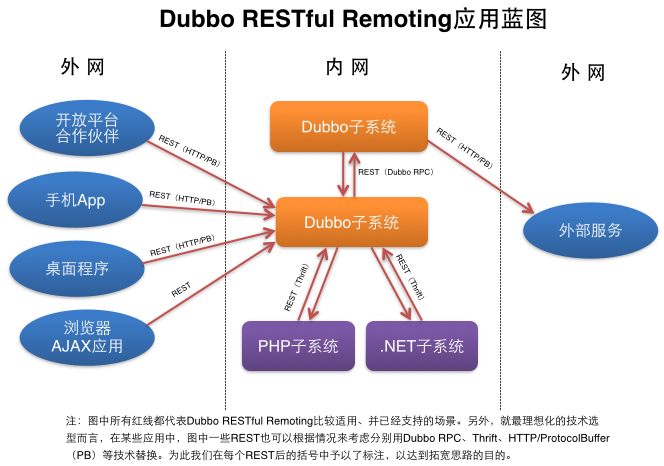 Dubbo RESTful Remoting应用蓝图
外 网
内 网
外 网
开放平台
合作伙伴
手机App
桌面程序
浏览器
AJAX应用
REST（HTTP/PB）
REST（HTTP/PB）
REST（HTTP/PB）
REST
Dubbo子系统
REST（Dubbo RPC）
Dubbo子系统
REST（Thrift）
REST（Thrift）
PHP子系统
.NET子系统
REST（HTTP/PB）
外部服务
注：图中所有红线都代表Dubbo RESTful Remoting比较适用、并已经支持的场景。另外，就最理想化的技术选
型而言，在某些应用中，图中一些REST也可以根据情况来考虑分别用Dubbo RPC、Thrift、HTTP/ProtocolBuffer
（PB）等技术替换。为此我们在每个REST后的括号中予以了标注，以达到拓宽思路的目的。